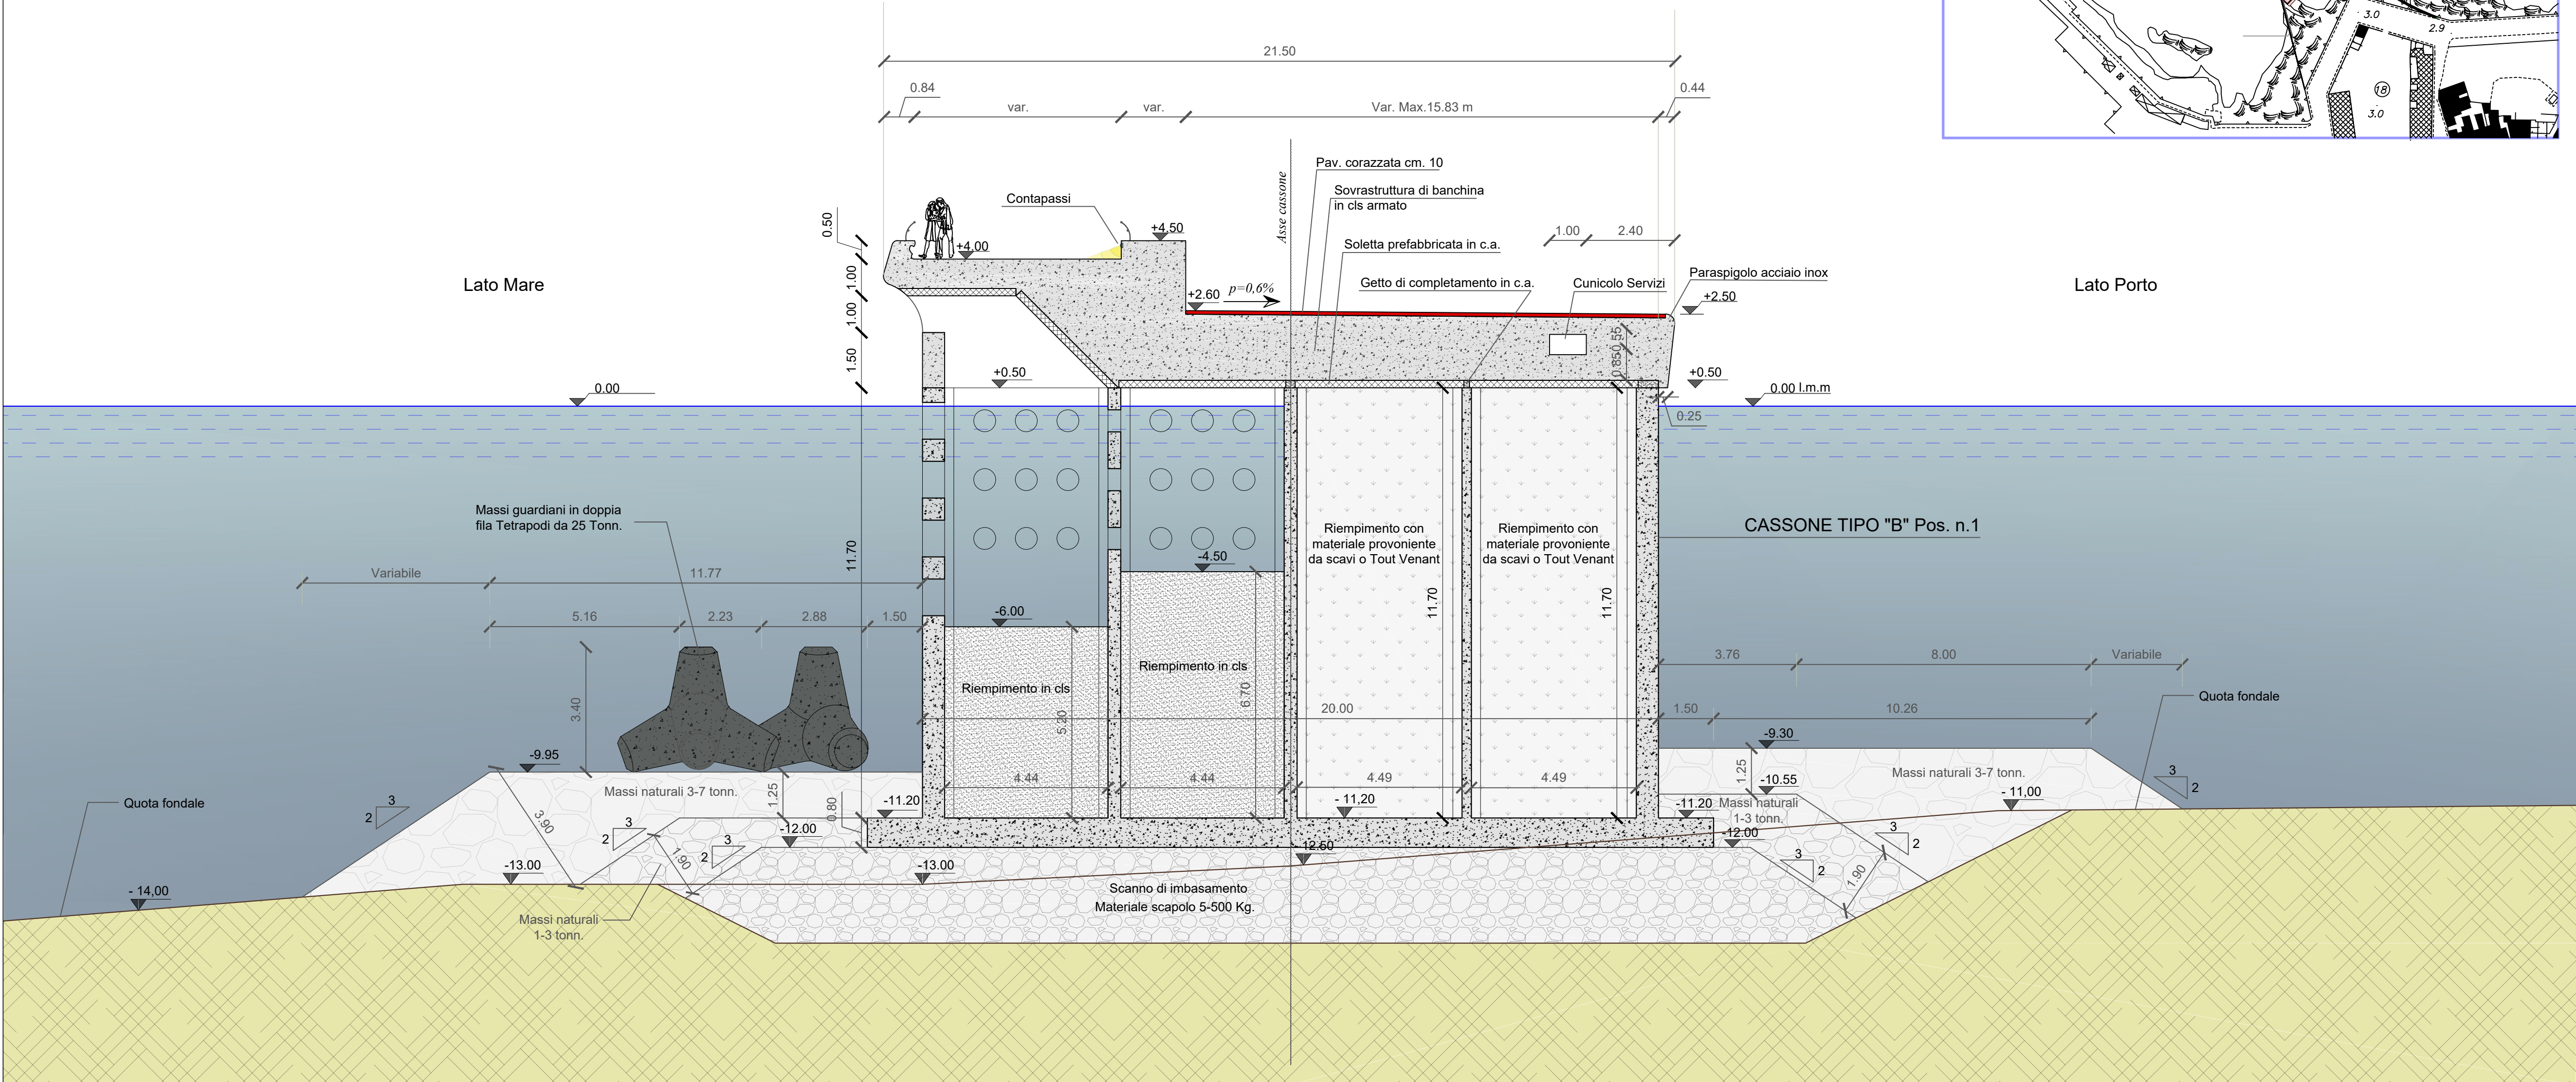 3.0
2.9
18
3.0
21.50
0.84
var.
var.
Var. Max.15.83 m
0.44
Pav. corazzata cm. 10
Sovrastruttura di banchina
in cls armato
Asse cassone
Contapassi
0.50
+4.00
+4.50
1.00
2.40
Soletta prefabbricata in c.a.
Getto di completamento in c.a.
Cunicolo Servizi
Paraspigolo acciaio inox
Lato Mare
Lato Porto
1.00
+2.60
p=0,6%
+2.50
1.00
1.50
0.55
0.85
+0.50
+0.50
0.00
0.00 l.m.m
0.25
Massi guardiani in doppia
fila Tetrapodi da 25 Tonn.
CASSONE TIPO "B" Pos. n.1
Riempimento con
materiale provoniente
da scavi o Tout Venant
Riempimento con
materiale provoniente
da scavi o Tout Venant
11.70
-4.50
Variabile
11.77
5.16
2.23
2.88
1.50
-6.00
11.70
11.70
Riempimento in cls
Riempimento in cls
3.40
5.20
6.70
20.00
3.76
8.00
Variabile
1.50
10.26
Quota fondale
-9.95
-9.30
4.44
4.44
4.49
4.49
1.25
-10.55
Massi naturali 3-7 tonn.
Massi naturali 3-7 tonn.
Quota fondale
3
2
3.90
1.25
0.80
-11.20
- 11,20
-11.20
Massi naturali
1-3 tonn.
- 11,00
3
2
3
2
3
2
1.90
-12.00
-12.00
3
2
3
2
1.90
-12.50
-13.00
-13.00
- 14,00
Scanno di imbasamento
Materiale scapolo 5-500 Kg.
Massi naturali
1-3 tonn.